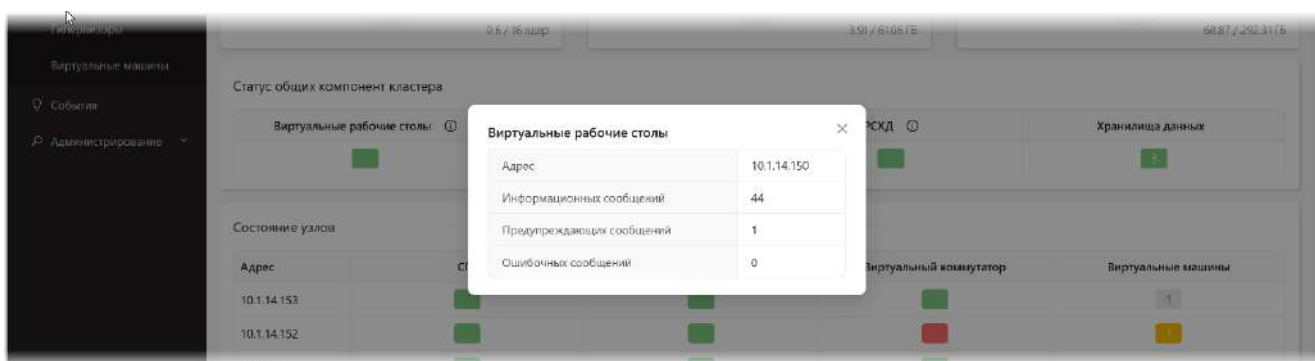 Гипервизоры
0.6 / 16 ядер
3.91 / 61.06 ГБ
68.87 / 292.31 ГБ
Виртуальные машины
Статус общих компонент кластера
События
Виртуальные рабочие столы
РСХД
Хранилища данных
Администрирование
3
Виртуальные рабочие столы
Адрес 10.1.14.150
Информационных сообщений 44
Предупреждающих сообщений 1
Ошибочных сообщений 0
Состояние узлов
Адрес
Виртуальный коммутатор
Виртуальные машины
10.1.14.153
1
10.1.14.152
1